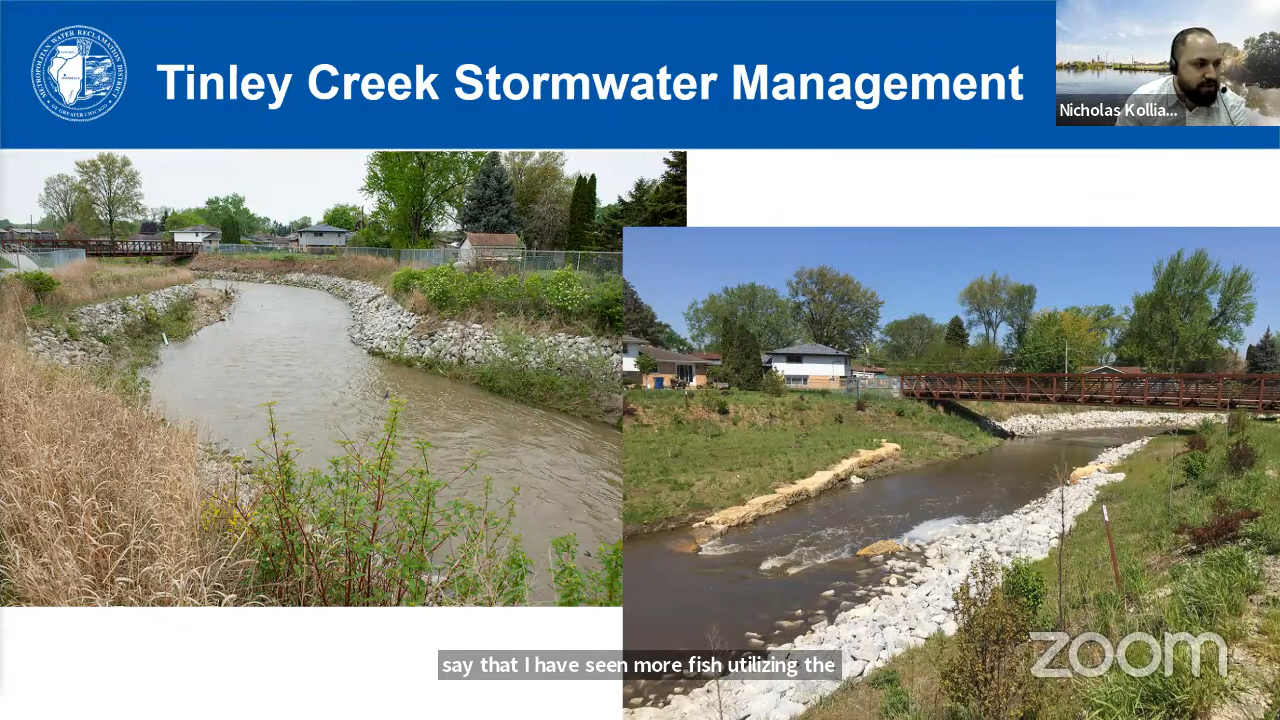 Tinley Creek Stormwater Management
Nicholas Kollia...
say that I have seen more fish utilizing the
zoom